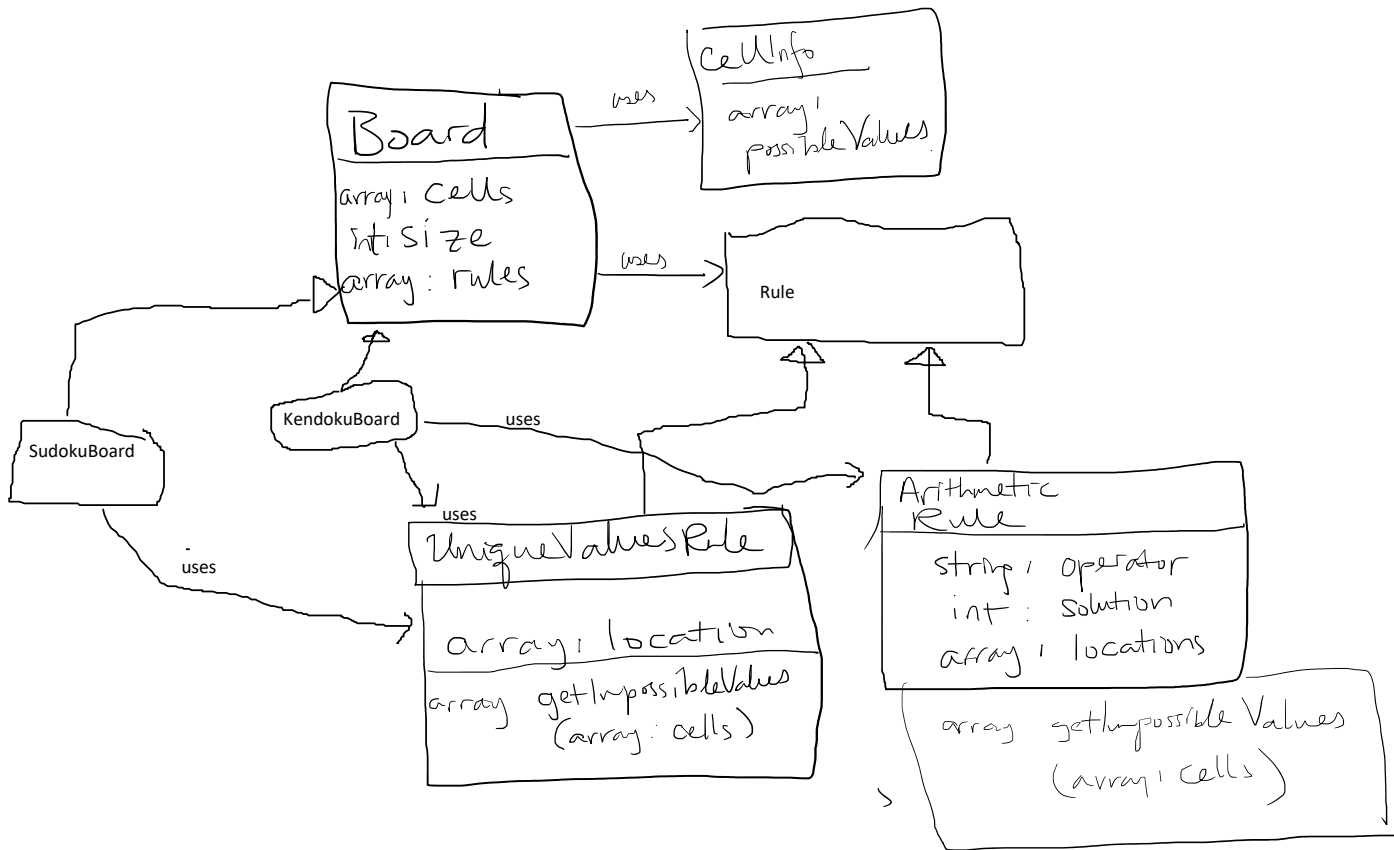 CellInfo
array: possibleValues
uses
Board
array: cells
int: size
array: rules
uses
Rule
SudokuBoard
KendokuBoard
uses
uses
uses
UniqueValuesRule
array: location
array getImpossibleValues
(array: cells)
Arithmetic
Rule
string: operator
int: solution
array: locations
array getImpossibleValues
(array: cells)